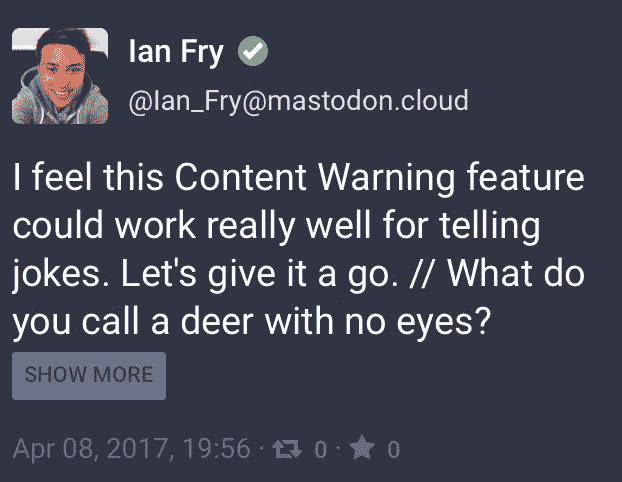 Ian Fry
@Ian_Fry@mastodon.cloud
I feel this Content Warning feature
could work really well for telling
jokes. Let's give it a go. // What do
you call a deer with no eyes?
SHOW MORE
Apr 08, 2017, 19:56 · 0 · 0